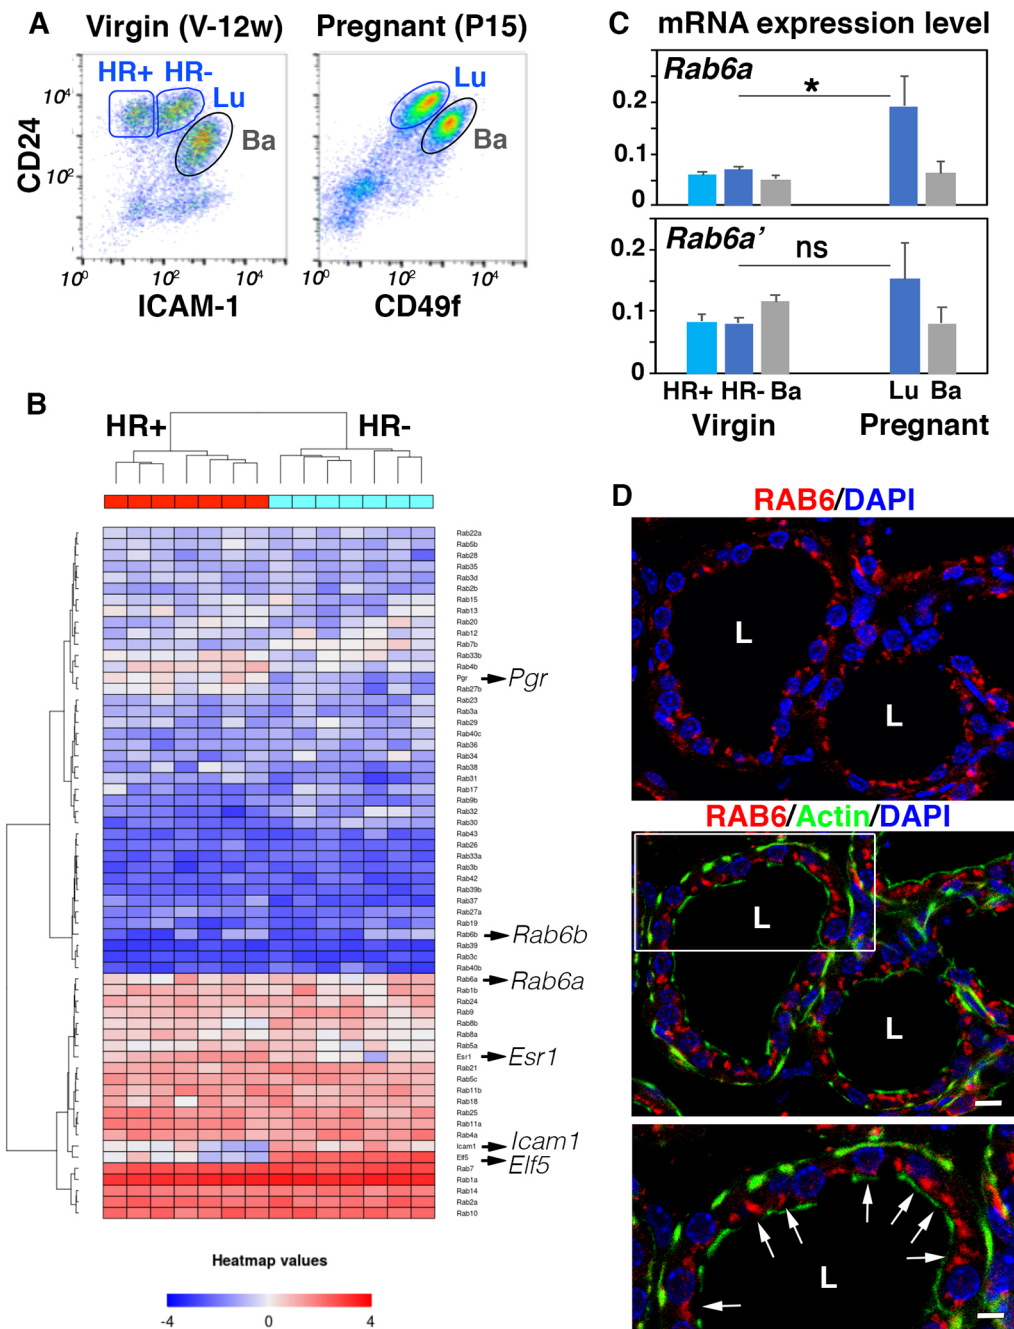 A
Virgin (V-12w)
Pregnant (P15)
HR+ HR-
Lu
Ba
Lu
Ba
CD24
10⁴
10²
10⁰ 10² 10⁴
10⁰ 10² 10⁴
ICAM-1
CD49f
C mRNA expression level
Rab6a
*
0.2
0.1
0
Rab6a’
ns
0.2
0.1
0
HR+ HR- Ba
Lu Ba
Virgin
Pregnant
B
HR+
HR-
Rab22a
Rab5b
Rab28
Rab35
Rab3d
Rab2b
Rab15
Rab13
Rab20
Rab12
Rab7b
Rab33b
Rab4b
Pgr
Pgr
Rab27b
Rab23
Rab3a
Rab29
Rab40c
Rab36
Rab34
Rab38
Rab31
Rab17
Rab9b
Rab32
Rab30
Rab43
Rab26
Rab33a
Rab3b
Rab42
Rab39b
Rab37
Rab27a
Rab19
Rab6b
Rab6b
Rab39
Rab3c
Rab40b
Rab6a
Rab6a
Rab1b
Rab24
Rab9
Rab8b
Rab8a
Rab5a
Esr1
Esr1
Rab21
Rab5c
Rab11b
Rab18
Rab25
Rab11a
Rab4a
Icam1
Icam1
Elf5
Elf5
Rab7
Rab1a
Rab14
Rab2a
Rab10
Heatmap values
-4 0 4
D
RAB6/DAPI
L
L
RAB6/Actin/DAPI
L
L
L